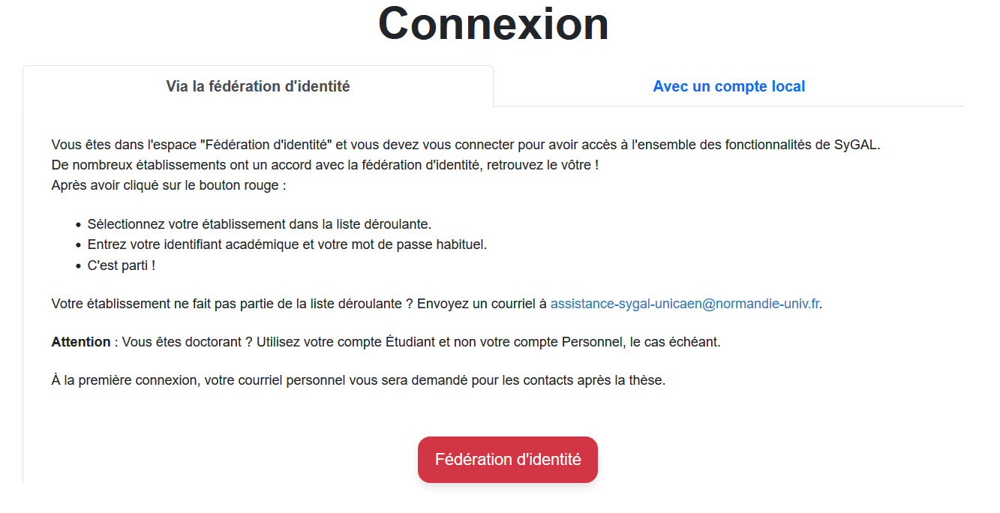 Connexion
Via la fédération d'identité
Avec un compte local
Vous êtes dans l'espace "Fédération d'identité" et vous devez vous connecter pour avoir accès à l'ensemble des fonctionnalités de SyGAL.
De nombreux établissements ont un accord avec la fédération d'identité, retrouvez le vôtre !
Après avoir cliqué sur le bouton rouge :
• Sélectionnez votre établissement dans la liste déroulante.
• Entrez votre identifiant académique et votre mot de passe habituel.
• C'est parti !
Votre établissement ne fait pas partie de la liste déroulante ? Envoyez un courriel à assistance-sygal-unicaen@normandie-univ.fr.
Attention : Vous êtes doctorant ? Utilisez votre compte Étudiant et non votre compte Personnel, le cas échéant.
À la première connexion, votre courriel personnel vous sera demandé pour les contacts après la thèse.
Fédération d'identité